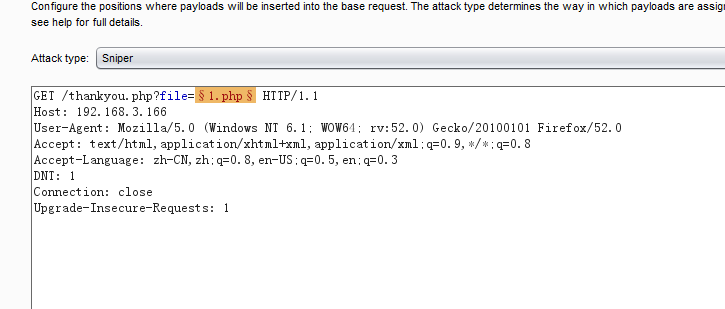 Configure the positions where payloads will be inserted into the base request. The attack type determines the way in which payloads are
see help for full details.
Attack type: Sniper
GET /thankyou.php?file=§1.php§ HTTP/1.1
Host: 192.168.3.166
User-Agent: Mozilla/5.0 (Windows NT 6.1; WOW64; rv:52.0) Gecko/20100101 Firefox/52.0
Accept: text/html,application/xhtml+xml,application/xml;q=0.9,*/*;q=0.8
Accept-Language: zh-CN,zh;q=0.8,en-US;q=0.5,en;q=0.3
DNT: 1
Connection: close
Upgrade-Insecure-Requests: 1